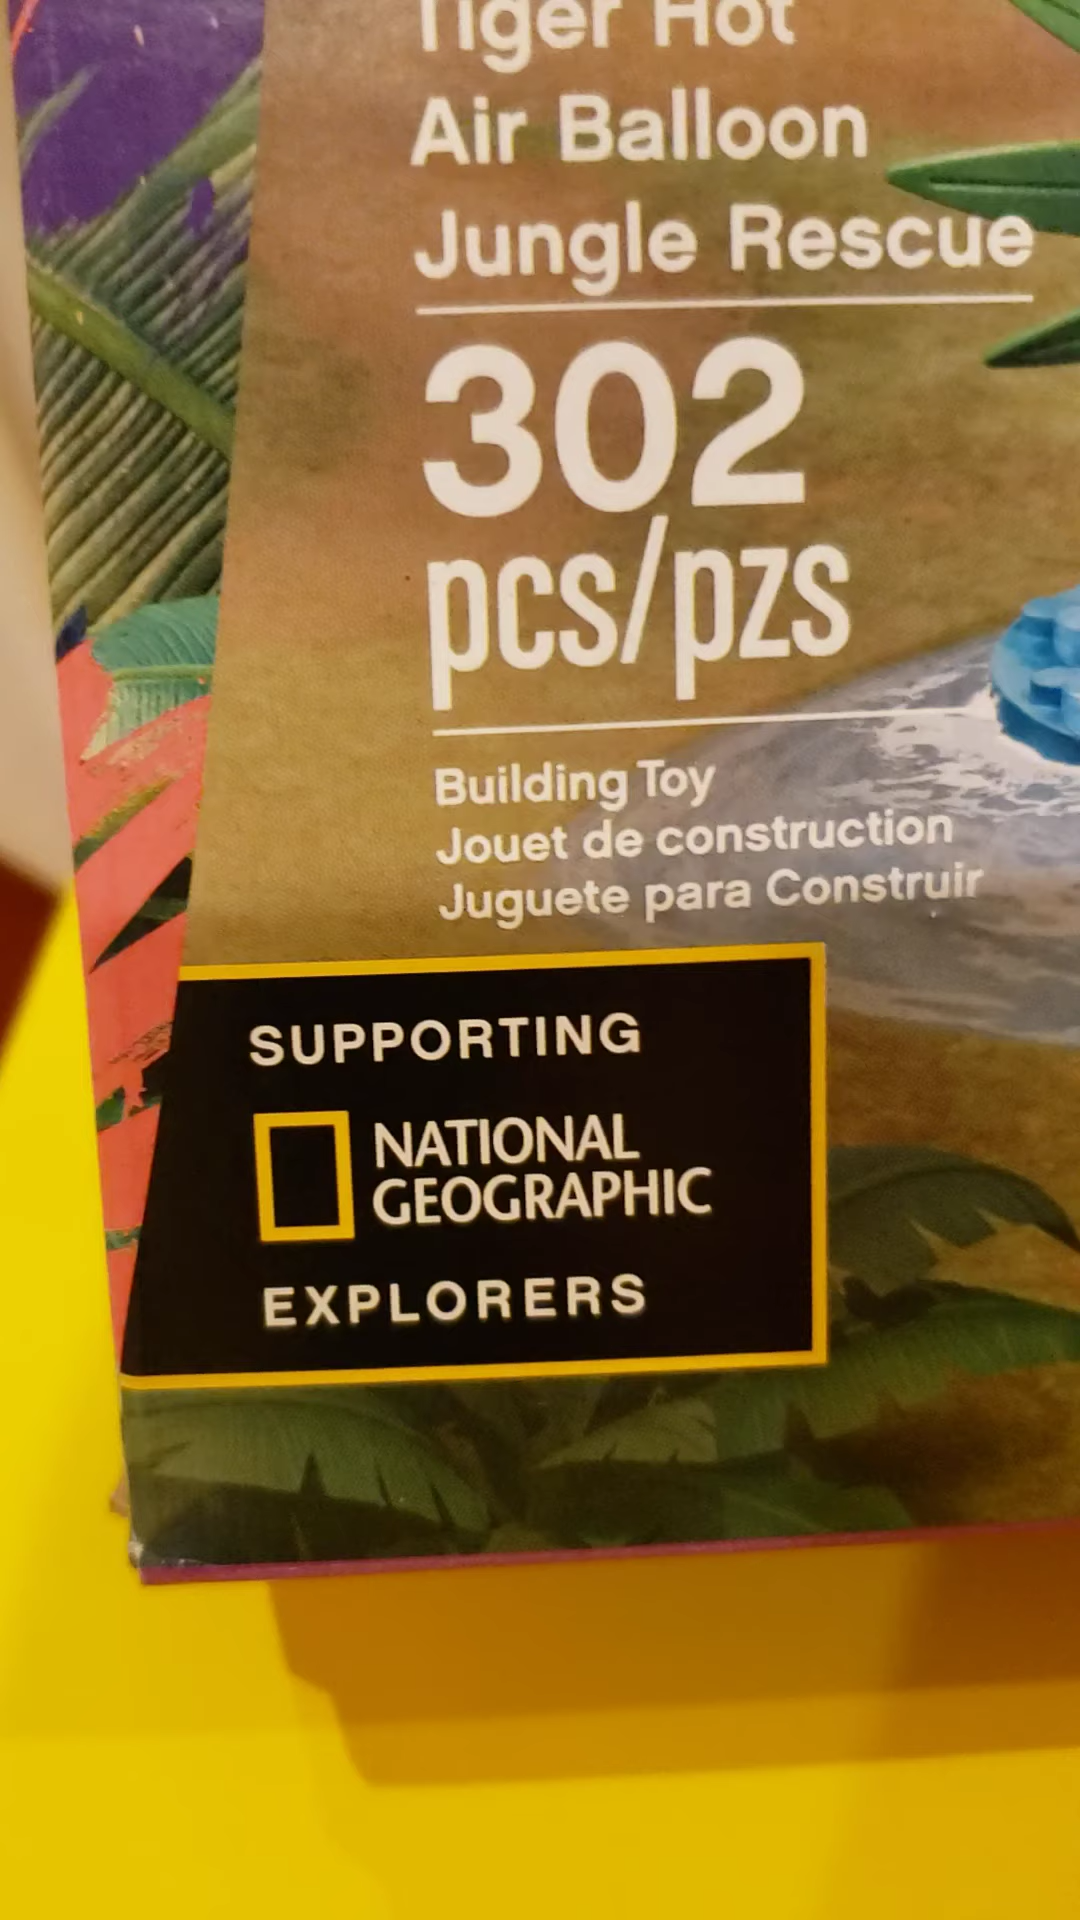 Tiger Hot
Air Balloon
Jungle Rescue
302
pcs/pzs
Building Toy
Jouet de construction
Juguete para Construir
SUPPORTING
NATIONAL
GEOGRAPHIC
EXPLORERS